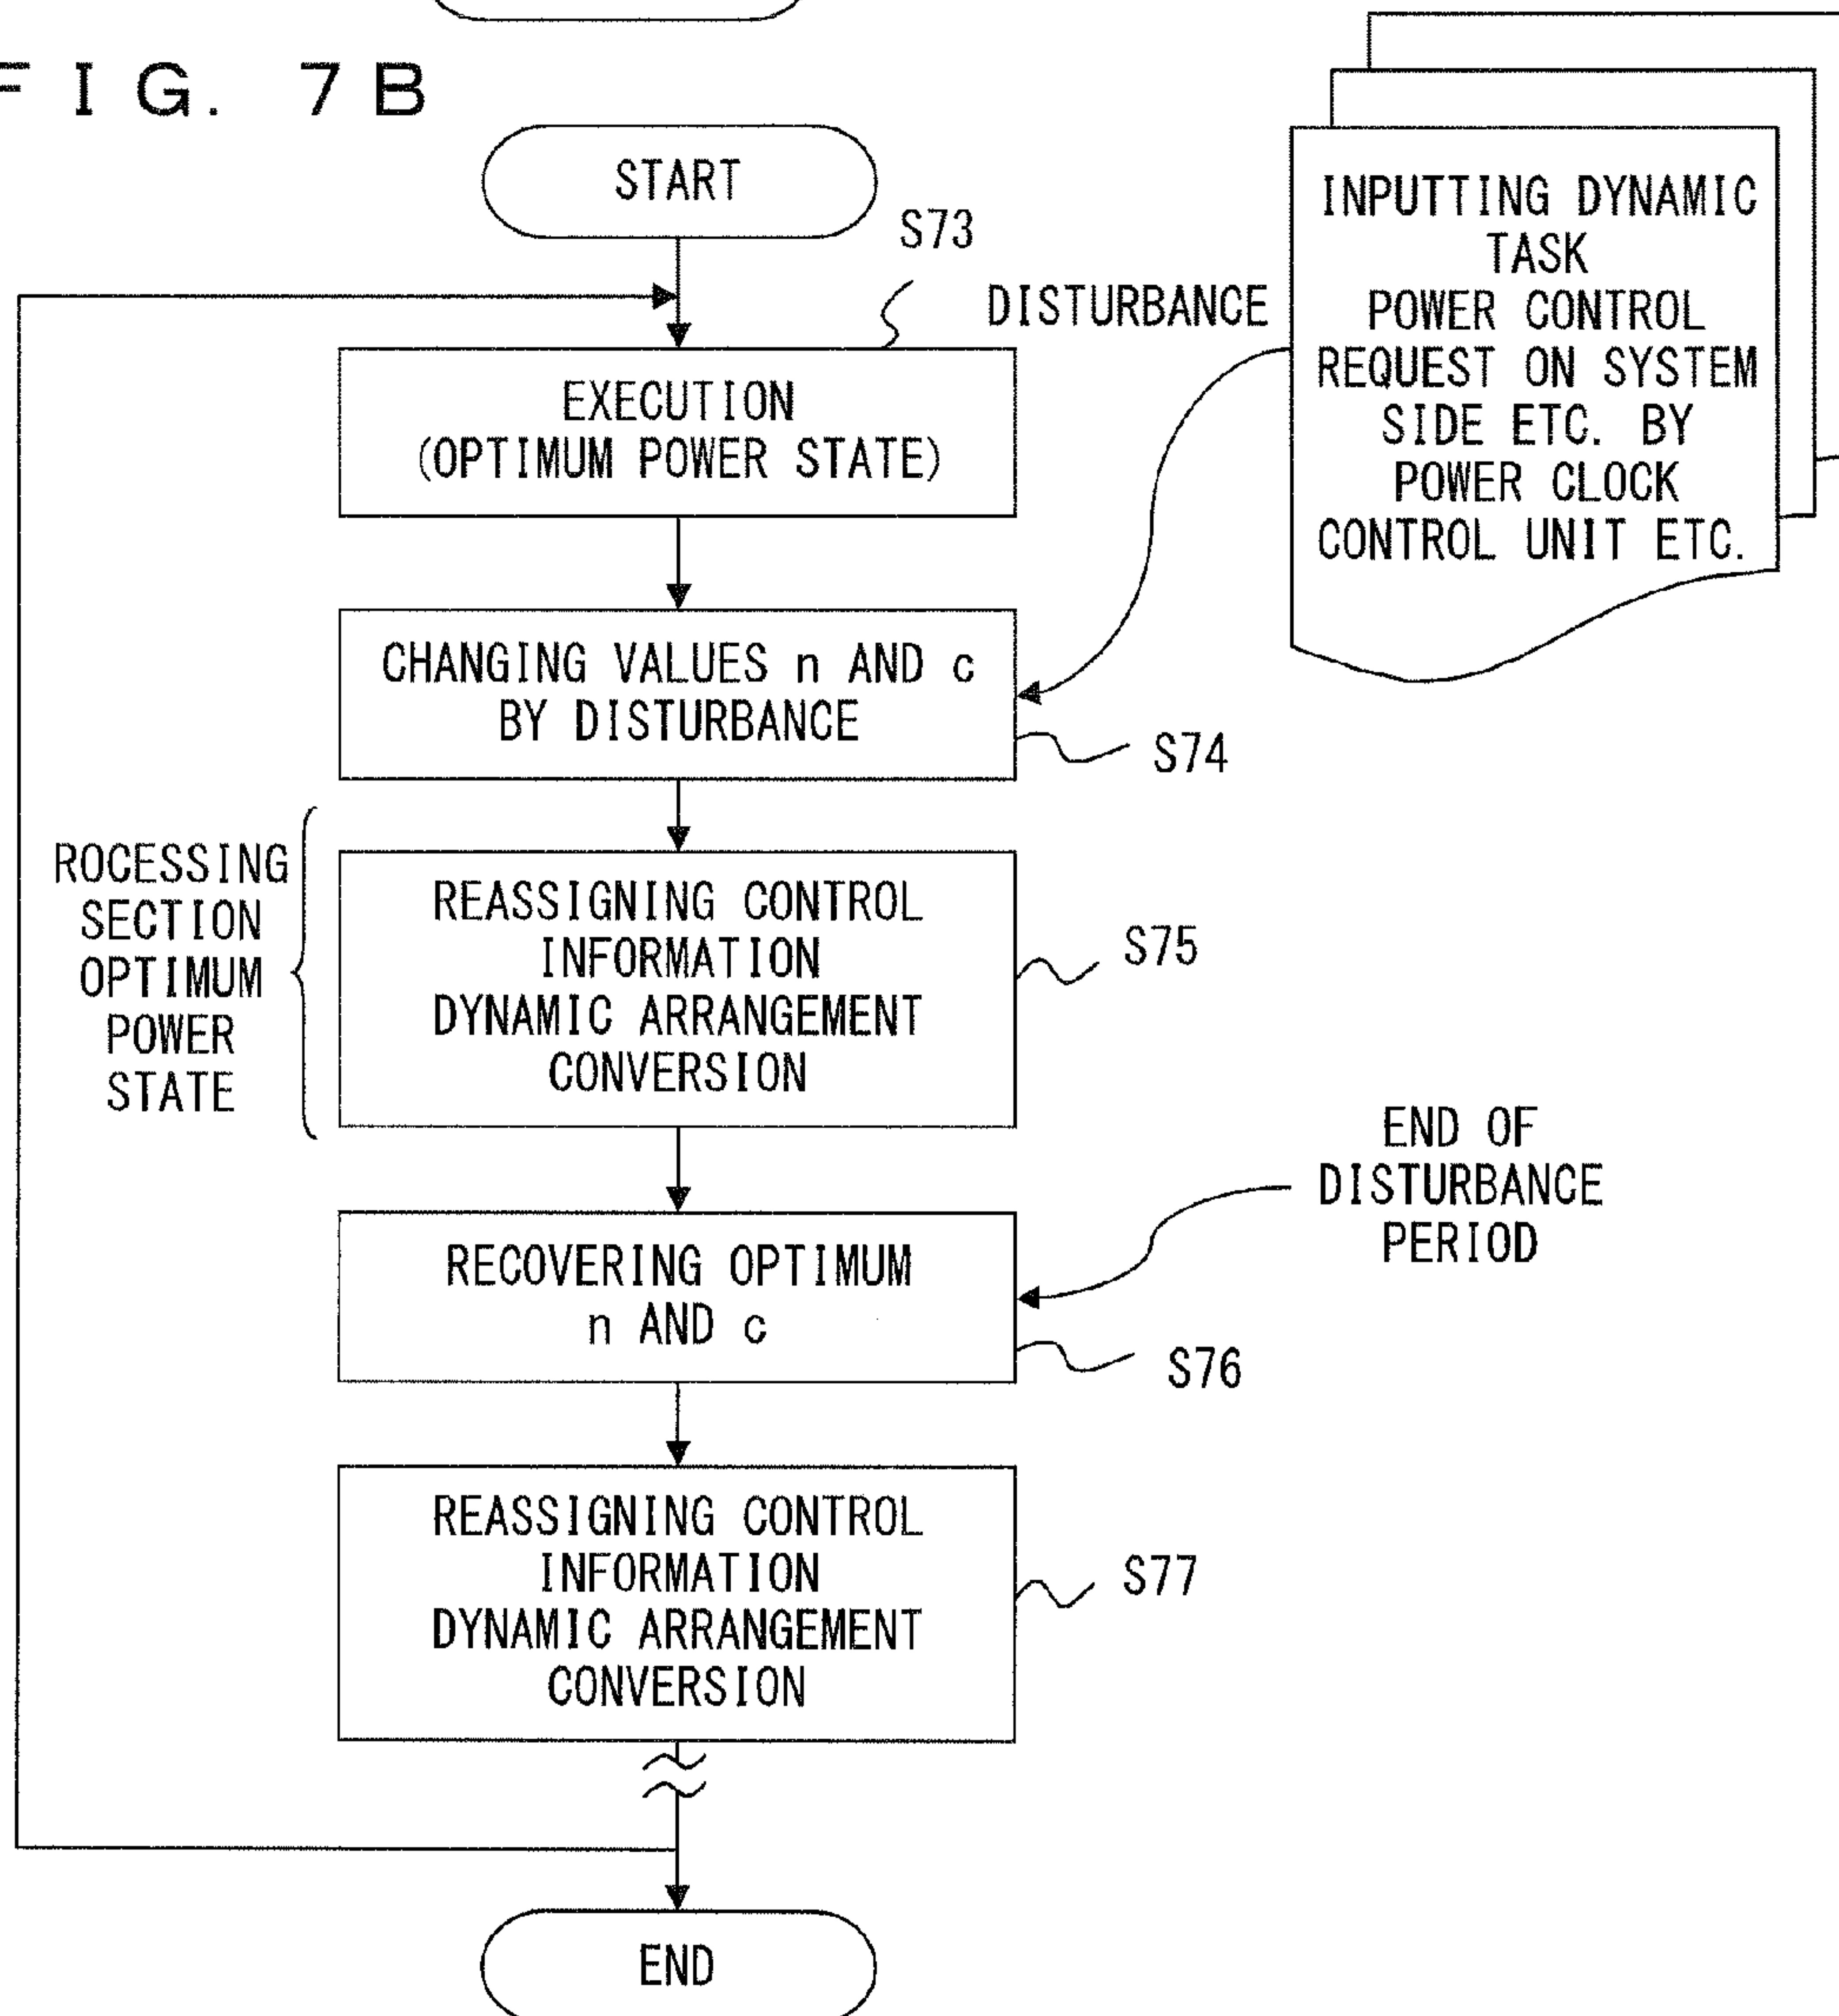 FIG. 7B
START
S73
DISTURBANCE
INPUTTING DYNAMIC
TASK
POWER CONTROL
REQUEST ON SYSTEM
SIDE ETC. BY
POWER CLOCK
CONTROL UNIT ETC.
EXECUTION
(OPTIMUM POWER STATE)
CHANGING VALUES n AND c
BY DISTURBANCE
S74
ROCESSING
SECTION
OPTIMUM
POWER
STATE
REASSIGNING CONTROL
INFORMATION
DYNAMIC ARRANGEMENT
CONVERSION
S75
END OF
DISTURBANCE
PERIOD
RECOVERING OPTIMUM
n AND c
S76
REASSIGNING CONTROL
INFORMATION
DYNAMIC ARRANGEMENT
CONVERSION
S77
END